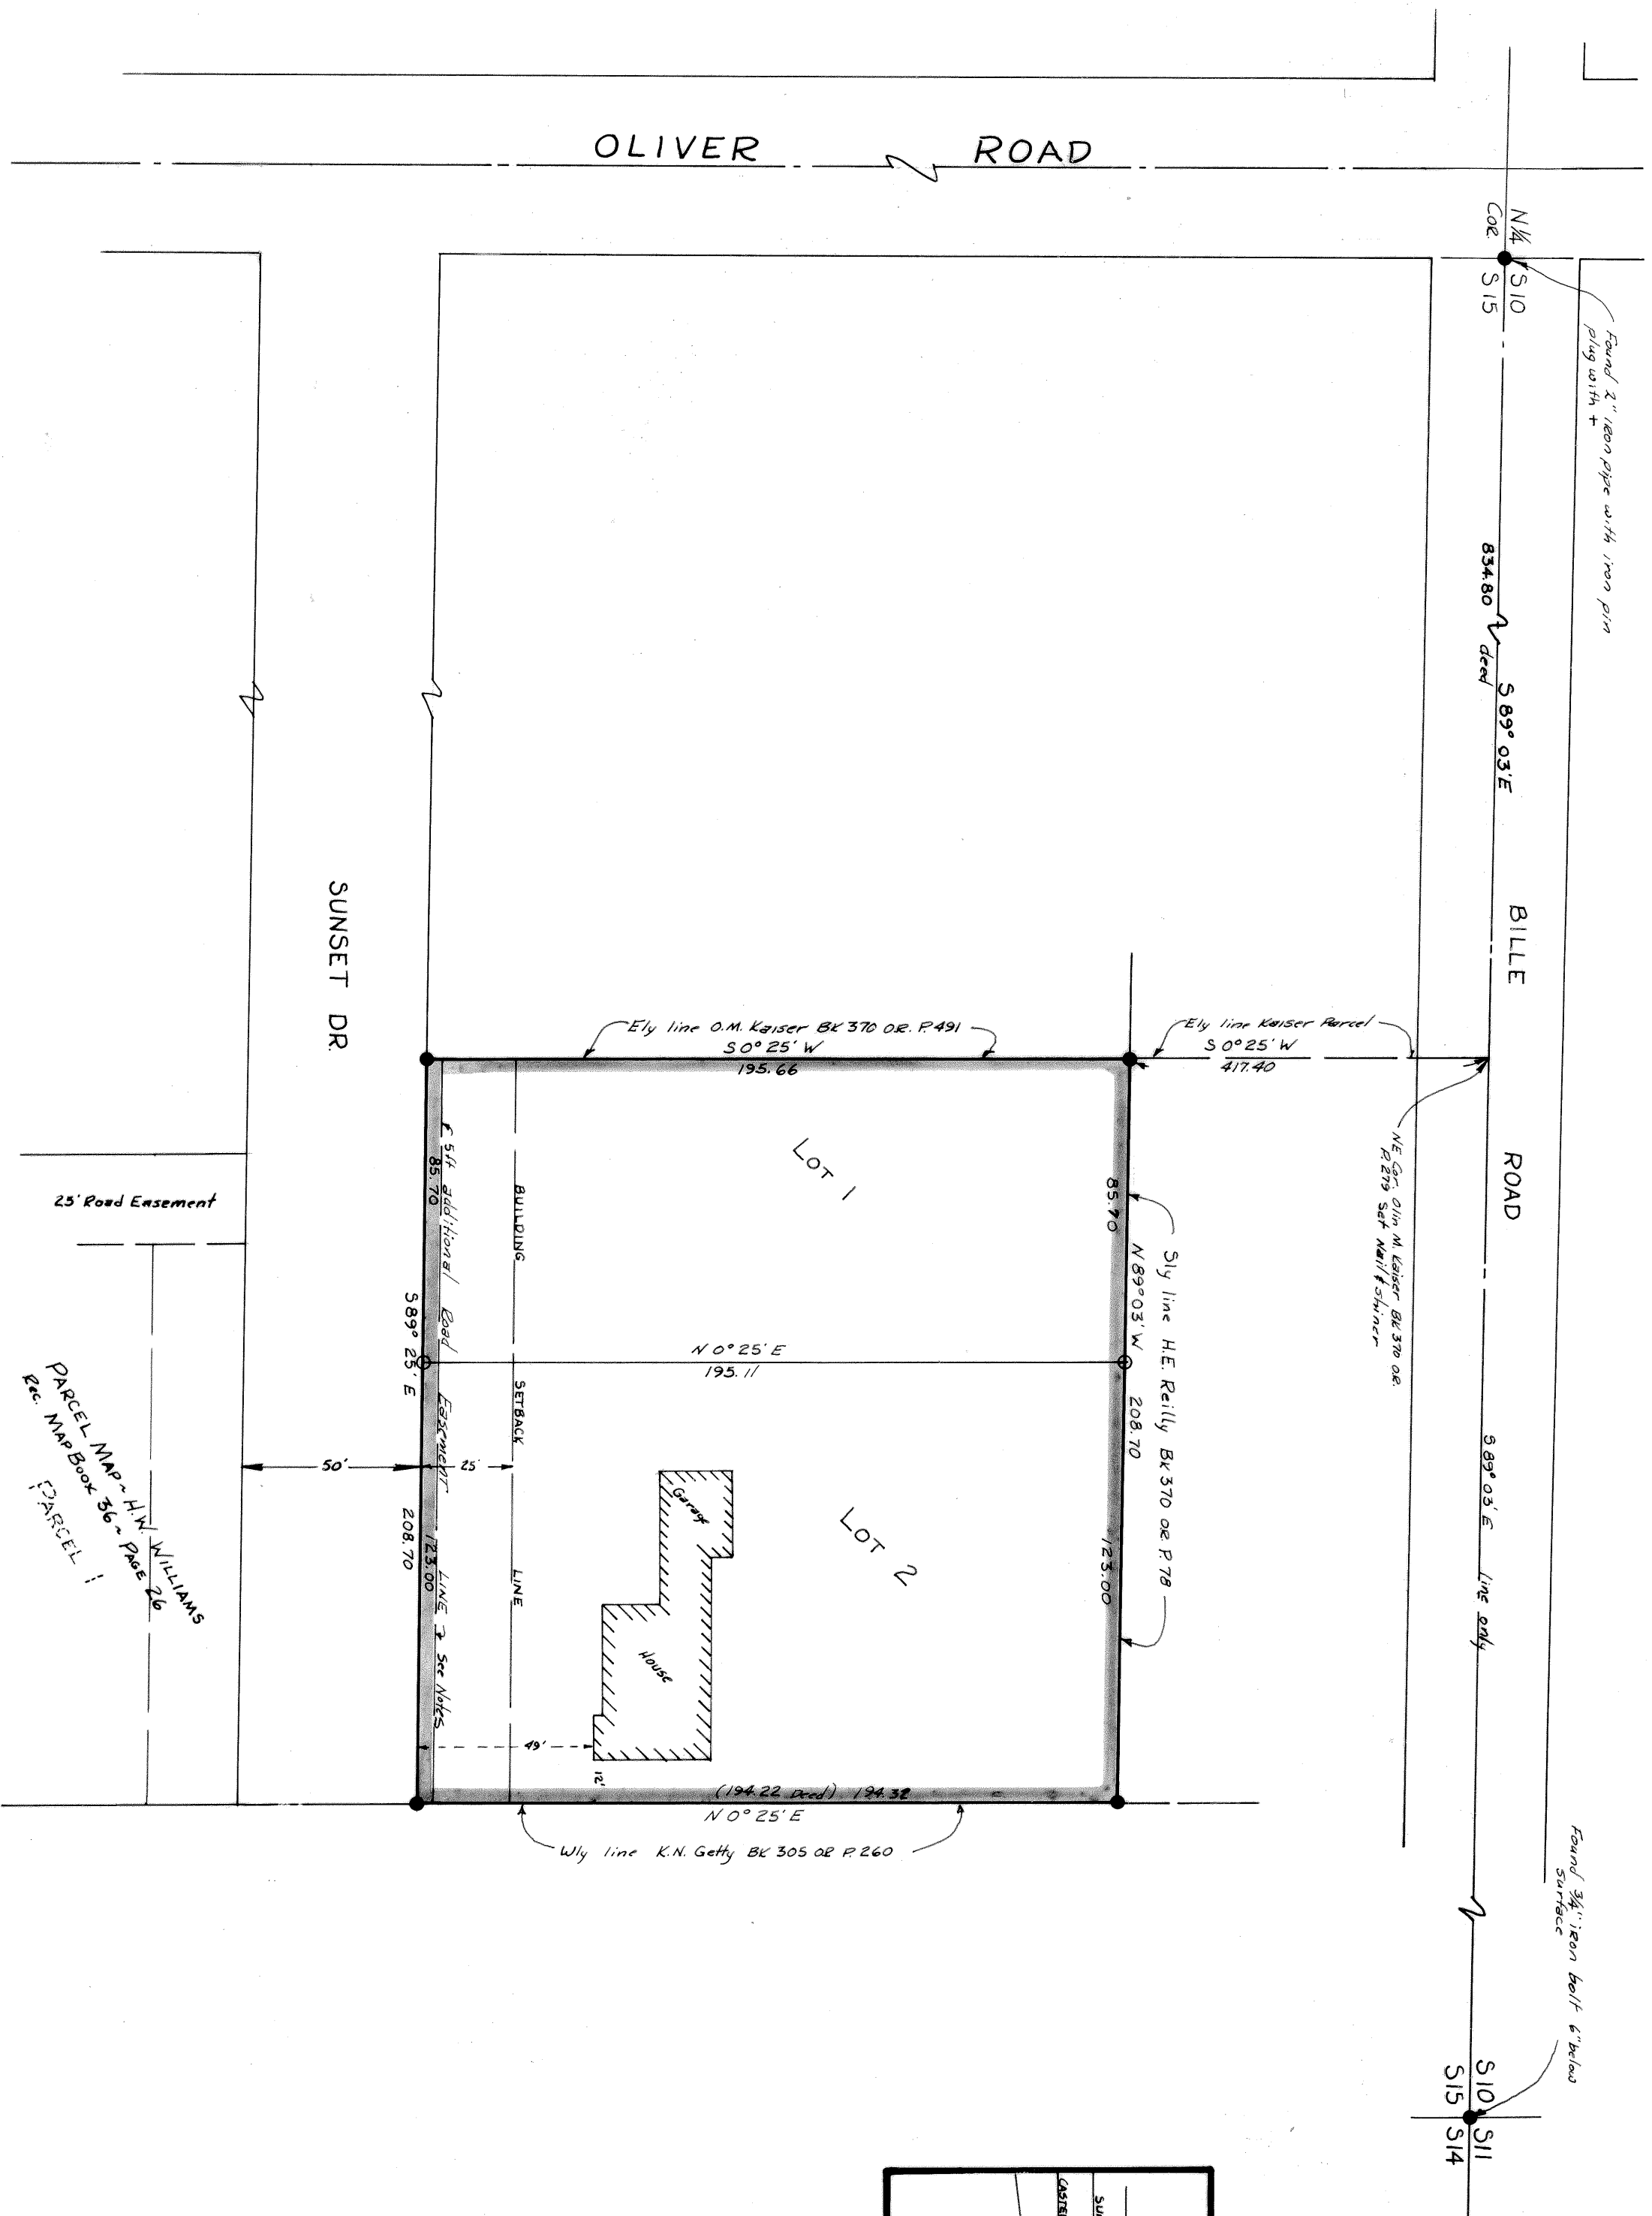 OLIVER ROAD
N¼
COR
S10
S15
Found 2" iron pipe with iron pin
plug with +
834.80
deed
S 89° 03' E
BILLE ROAD
SUNSET DR.
Ely line O.M. Kaiser BK 370 OR. P. 491
S 0° 25' W
195.66
Ely line Kaiser Parcel
S 0° 25' W
417.40
NE Cor. Olin M. Kaiser BK 370 OR.
P. 279 Set Nail & Shiner
LOT 1
85.70
85.70
N 89° 03' W
208.70
Sly line H.E. Reilly BK 370 OR P. 78
5ft additional Road Easement LINE See Notes
BUILDING SETBACK LINE
25' Road Easement
S 89° 25' E
208.70
N 0° 25' E
195.11
50'
25'
PARCEL MAP ~ H.W. WILLIAMS
Rec. MAP BOOK 36 ~ PAGE 26
PARCEL 1
Garage
House
LOT 2
123.00
123.00
49'
12'
(194.22 Deed) 194.32
N 0° 25' E
Wly line K.N. Getty BK 305 OR P. 260
S 89° 03' E Line only
Found ¾" iron bolt 6" below
surface
S10
S15
S11
S14
CASTE
SU